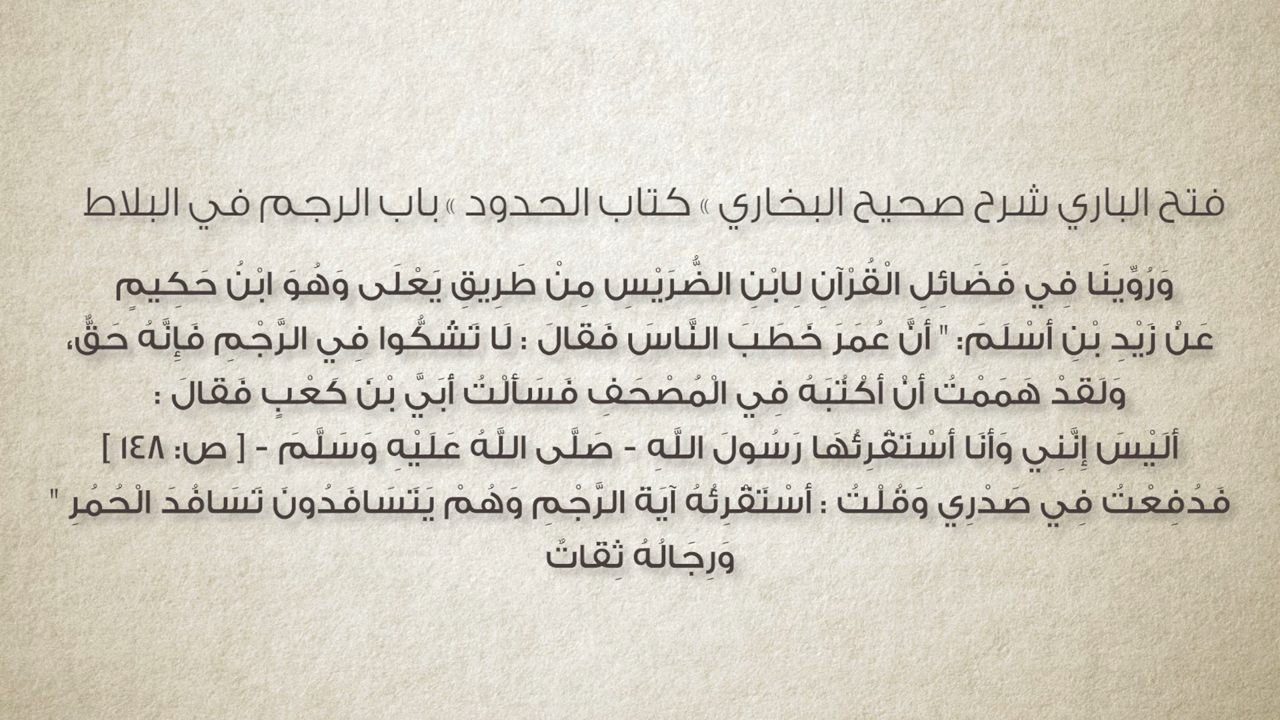 فتح الباري شرح صحيح البخاري » كتاب الحدود » باب الرجم في البلاط
وَرُوِّينَا فِي فَضَائِلِ الْقُرْآنِ لِابْنِ الضُّرَيْسِ مِنْ طَرِيقِ يَعْلَى وَهُوَ ابْنُ حَكِيمٍ
عَنْ زَيْدِ بْنِ أَسْلَمَ: " أَنَّ عُمَرَ خَطَبَ النَّاسَ فَقَالَ : لَا تَشُكُّوا فِي الرَّجْمِ فَإِنَّهُ حَقٌّ،
وَلَقَدْ هَمَمْتُ أَنْ أَكْتُبَهُ فِي الْمُصْحَفِ فَسَأَلْتُ أُبَيَّ بْنَ كَعْبٍ فَقَالَ :
أَلَيْسَ إِنَّنِي وَأَنَا أَسْتَقْرِئُهَا رَسُولَ اللَّهِ - صَلَّى اللَّهُ عَلَيْهِ وَسَلَّمَ - [ ص: ١٤٨ ]
فَدُفِعْتُ فِي صَدْرِي وَقُلْتُ : أَسْتَقْرِئُهُ آيَةَ الرَّجْمِ وَهُمْ يَتَسَافَدُونَ تَسَافُدَ الْحُمُرِ "
وَرِجَالُهُ ثِقَاتٌ